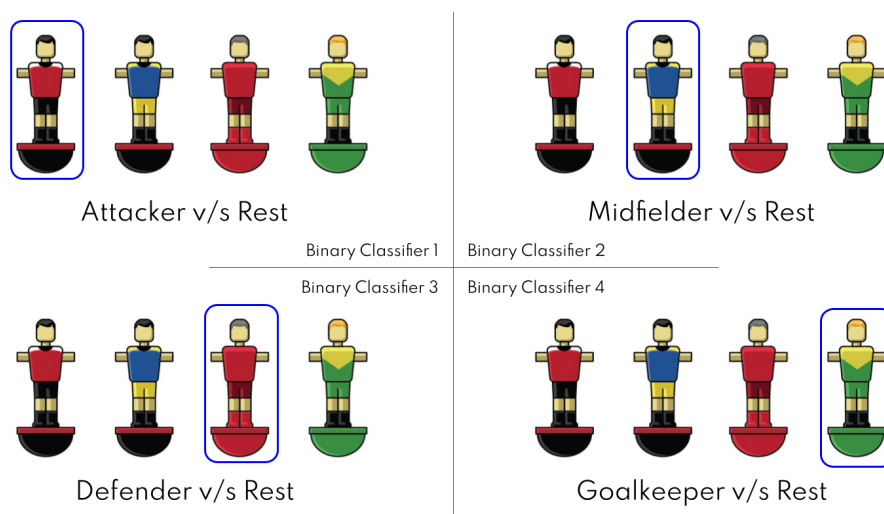 Attacker v/s Rest
Midfielder v/s Rest
Binary Classifier 1
Binary Classifier 2
Binary Classifier 3
Binary Classifier 4
Defender v/s Rest
Goalkeeper v/s Rest